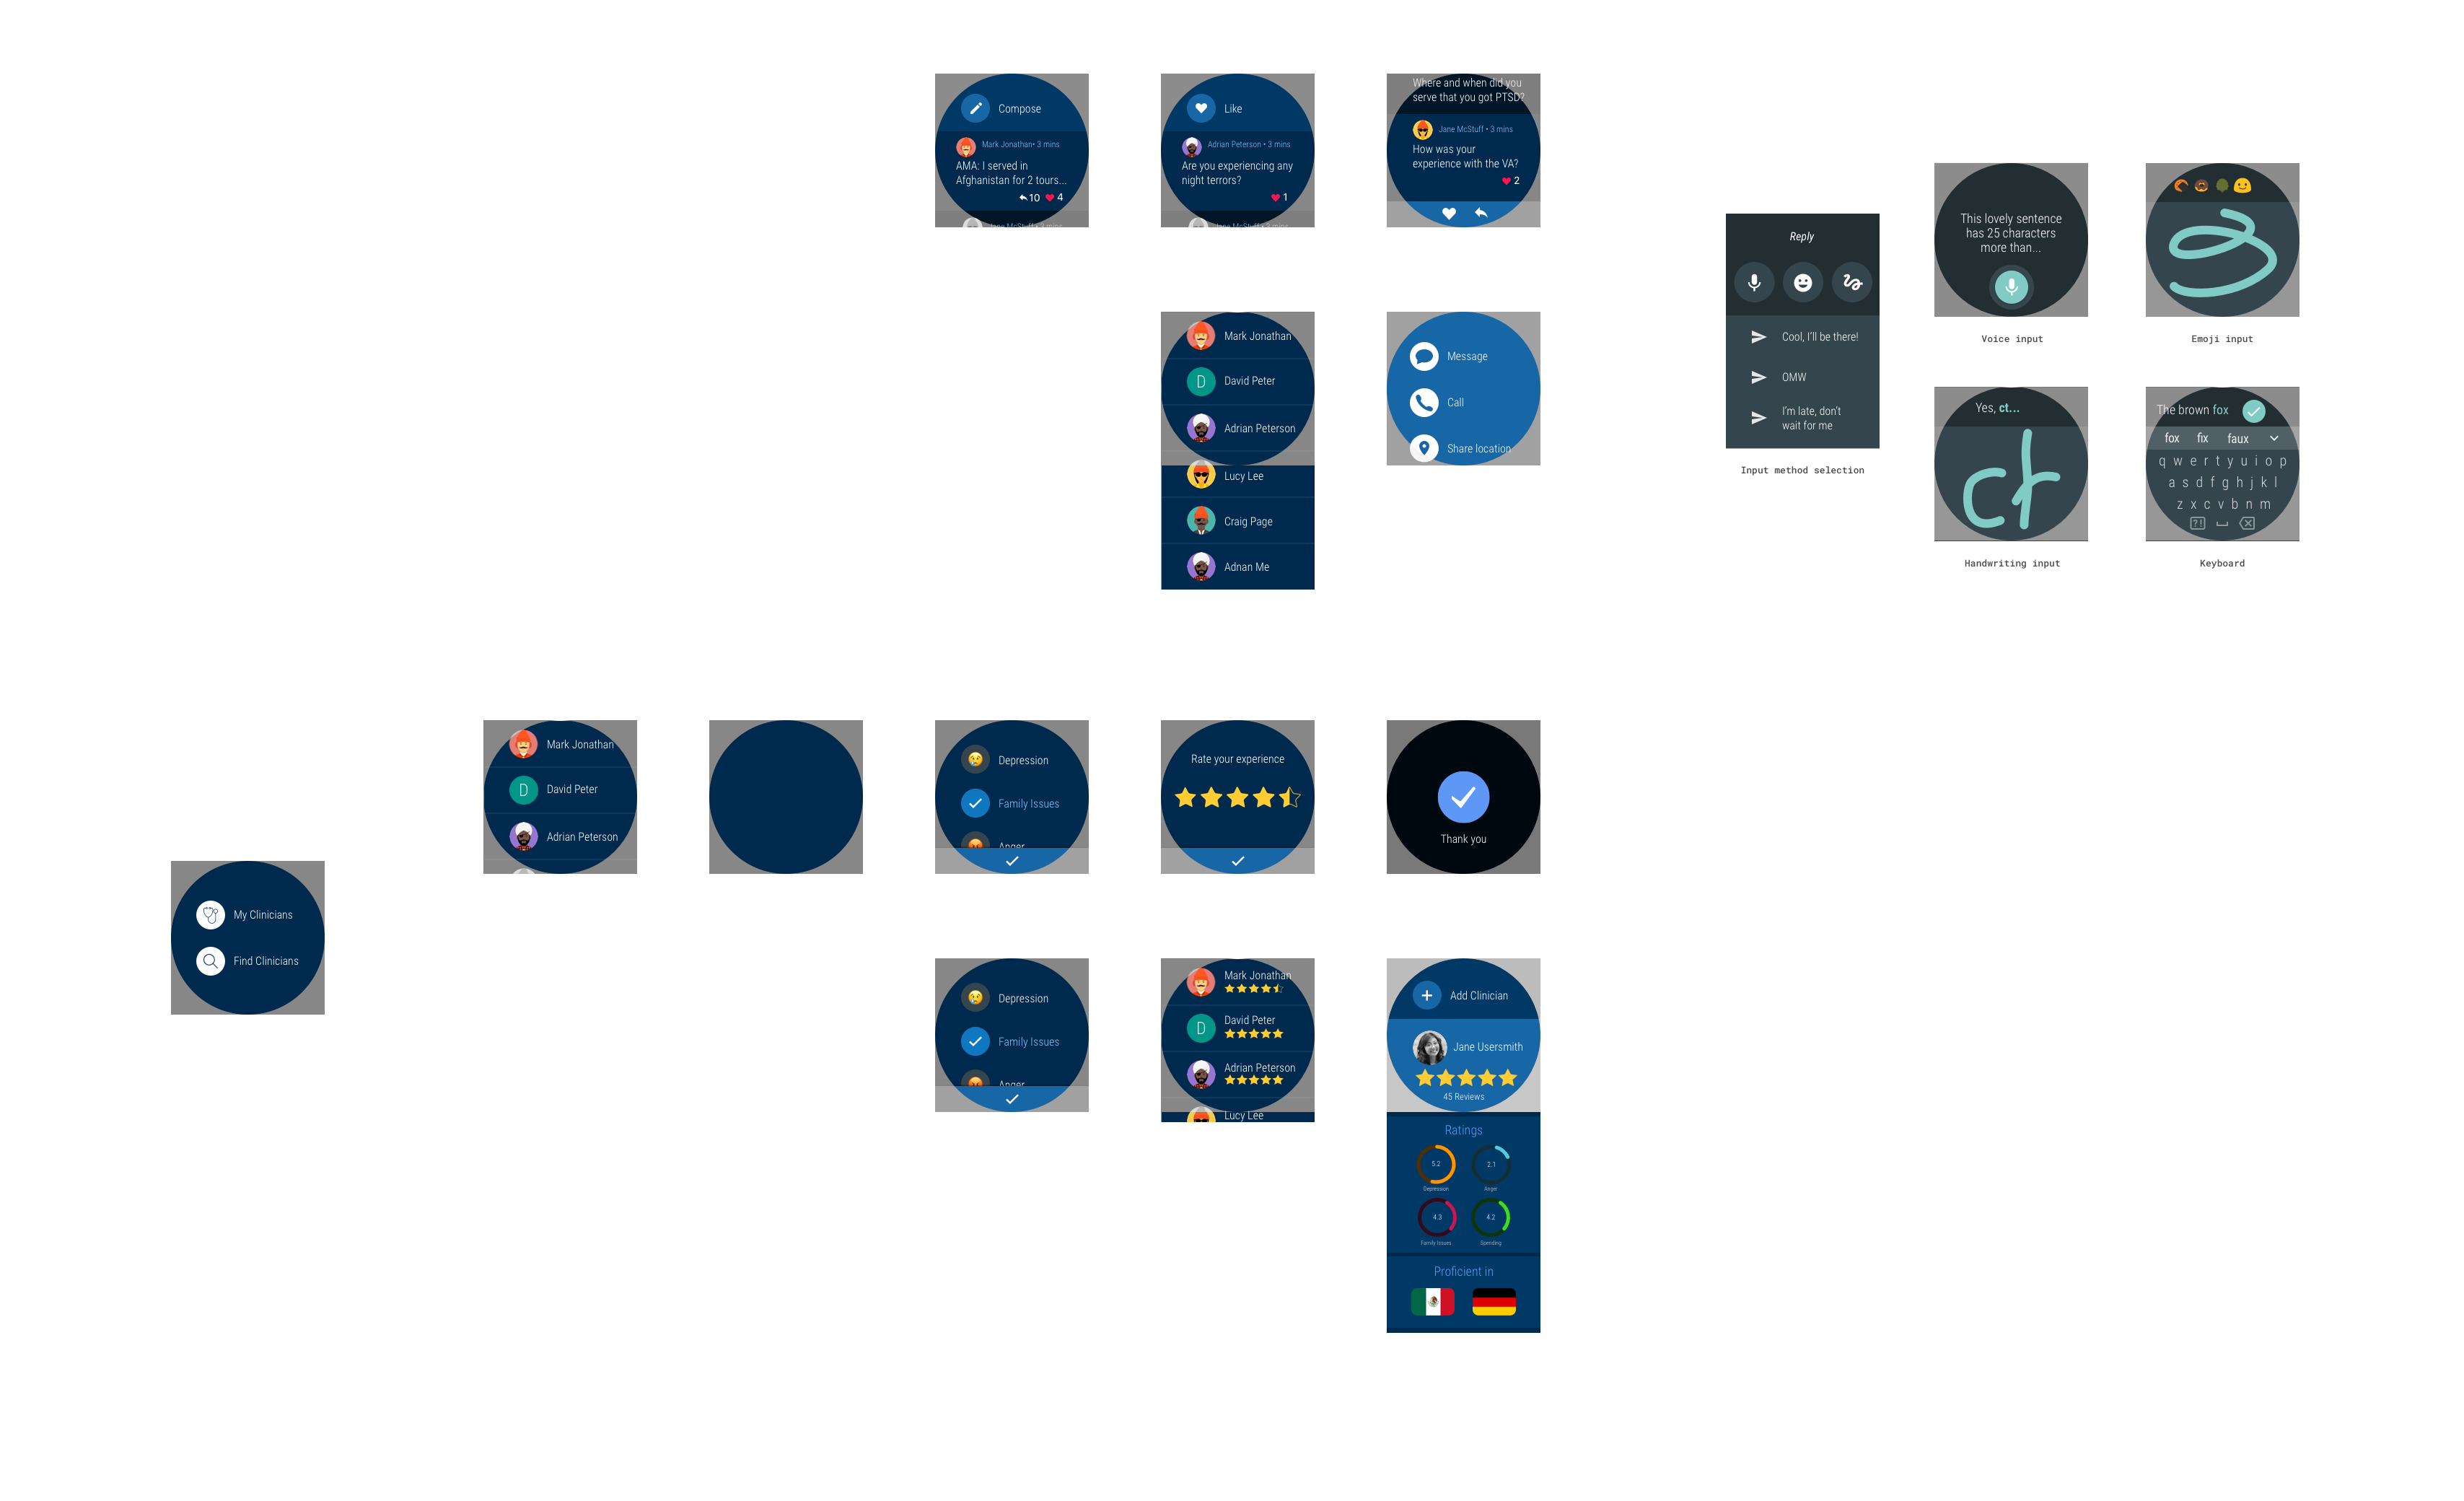 Compose
Mark Jonathan• 3 mins
AMA: I served in
Afghanistan for 2 tours...
10 4
Jane McStuff • 3 mins
Like
Adrian Peterson • 3 mins
Are you experiencing any
night terrors?
1
Jane McStuff • 3 mins
Where and when did you
serve that you got PTSD?
Jane McStuff • 3 mins
How was your
experience with the VA?
2
Mark Jonathan
D David Peter
Adrian Peterson
Lucy Lee
Craig Page
Adnan Me
Message
Call
Share location
Reply
Cool, I'll be there!
OMW
I'm late, don't
wait for me
Input method selection
This lovely sentence
has 25 characters
more than...
Voice input
Emoji input
Yes, ct...
Handwriting input
The brown fox
fox fix faux
q w e r t y u i o p
a s d f g h j k l
z x c v b n m
?!
Keyboard
Mark Jonathan
D David Peter
Adrian Peterson
Depression
Family Issues
Anger
Rate your experience
Thank you
My Clinicians
Find Clinicians
Depression
Family Issues
Anger
Mark Jonathan
D David Peter
Adrian Peterson
Lucy Lee
Add Clinician
Jane Usersmith
45 Reviews
Ratings
5.2 2.1
Depression Anger
4.3 4.2
Family Issues Spending
Proficient in